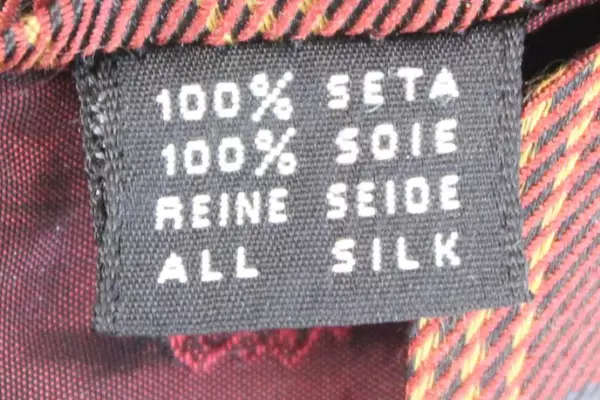 100% SETA
100% SOIE
REINE SEIDE
ALL SILK